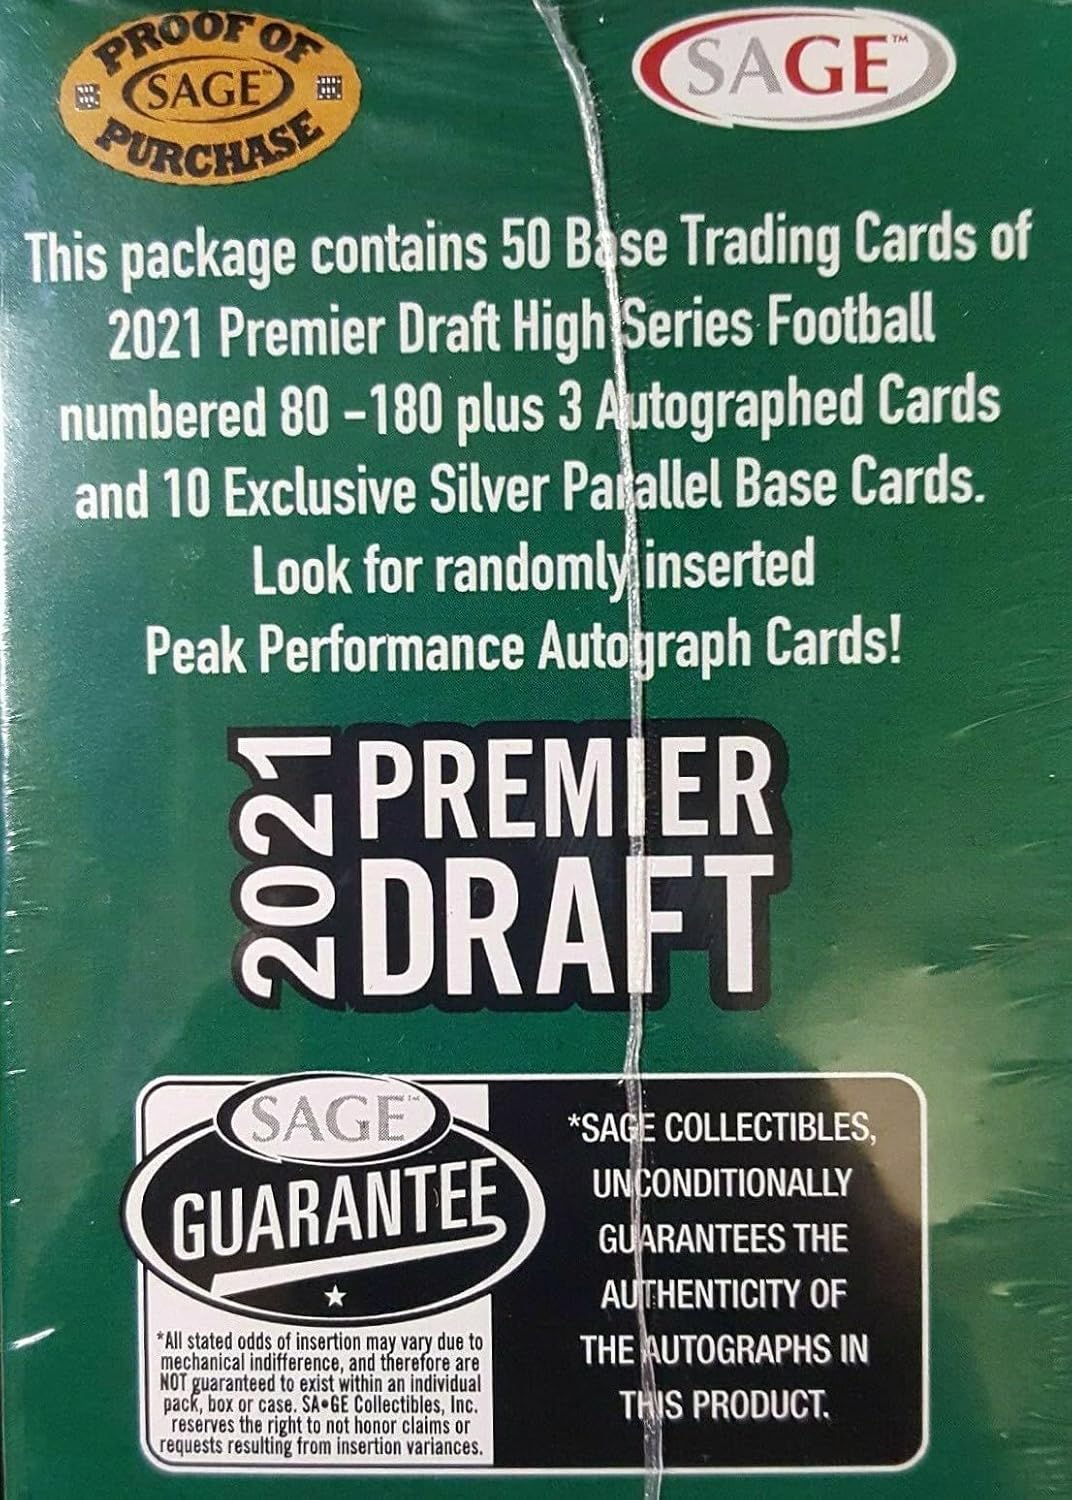 PROOF OF
SAGE™
PURCHASE
SAGE™
This package contains 50 Base Trading Cards of
2021 Premier Draft High Series Football
numbered 80 –180 plus 3 Autographed Cards
and 10 Exclusive Silver Parallel Base Cards.
Look for randomly inserted
Peak Performance Autograph Cards!
2021
PREMIER
DRAFT
SAGE™
GUARANTEE
*All stated odds of insertion may vary due to
mechanical indifference, and therefore are
NOT guaranteed to exist within an individual
pack, box or case. SA•GE Collectibles, Inc.
reserves the right to not honor claims or
requests resulting from insertion variances.
*SAGE COLLECTIBLES,
UNCONDITIONALLY
GUARANTEES THE
AUTHENTICITY OF
THE AUTOGRAPHS IN
THIS PRODUCT.